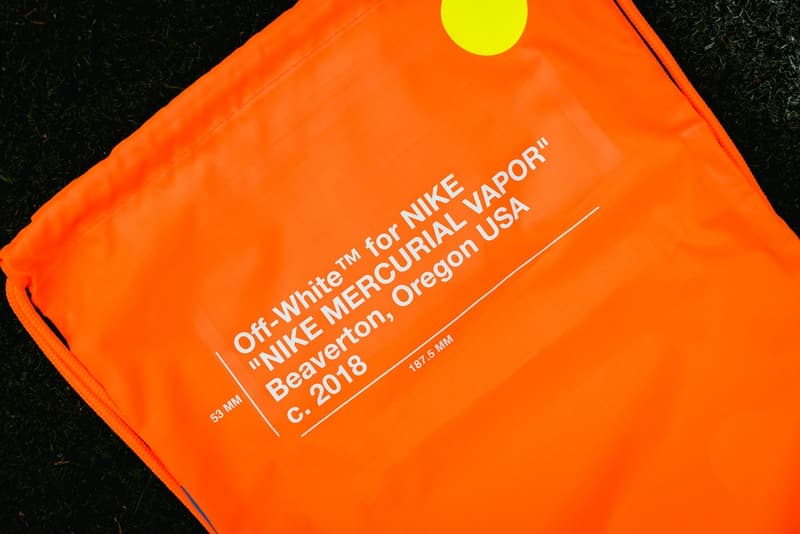 Off-White™ for NIKE
"NIKE MERCURIAL VAPOR"
Beaverton, Oregon USA
c. 2018
53 MM
187.5 MM